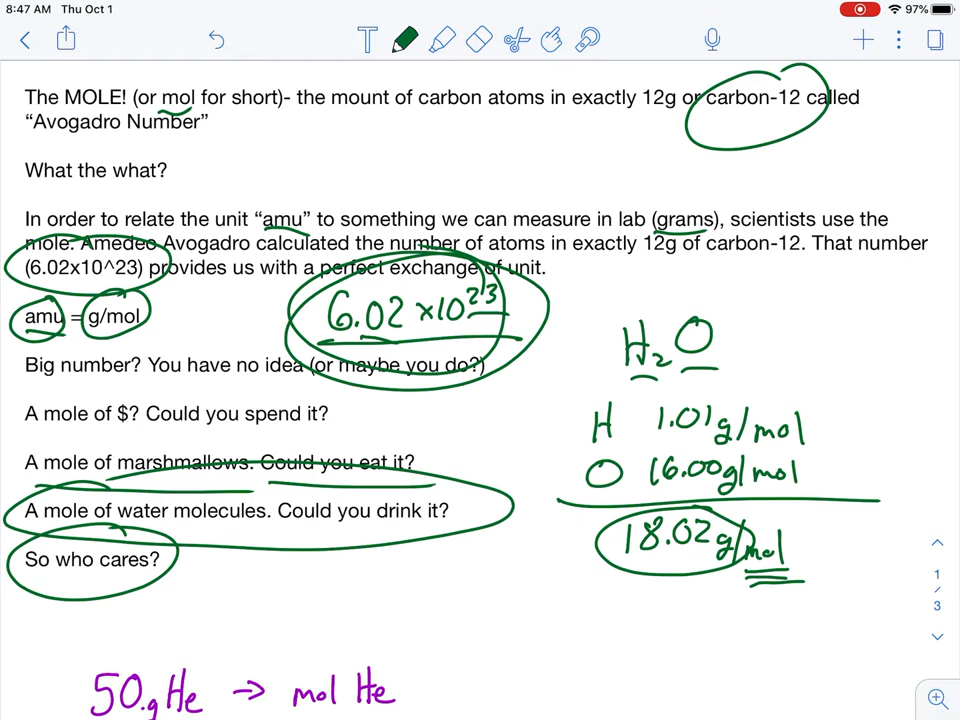 8:47 AM Thu Oct 1
97%
T
The MOLE! (or mol for short)- the mount of carbon atoms in exactly 12g or carbon-12 called
“Avogadro Number”
What the what?
In order to relate the unit “amu” to something we can measure in lab (grams), scientists use the
mole. Amedeo Avogadro calculated the number of atoms in exactly 12g of carbon-12. That number
(6.02x10^23) provides us with a perfect exchange of unit.
amu = g/mol
6.02 ×10²³
Big number? You have no idea (or maybe you do?)
H₂O
A mole of $? Could you spend it?
H 1.01g/mol
A mole of marshmallows. Could you eat it?
O 16.00g/mol
A mole of water molecules. Could you drink it?
18.02g/mol
So who cares?
1
/
3
50.g He → mol He